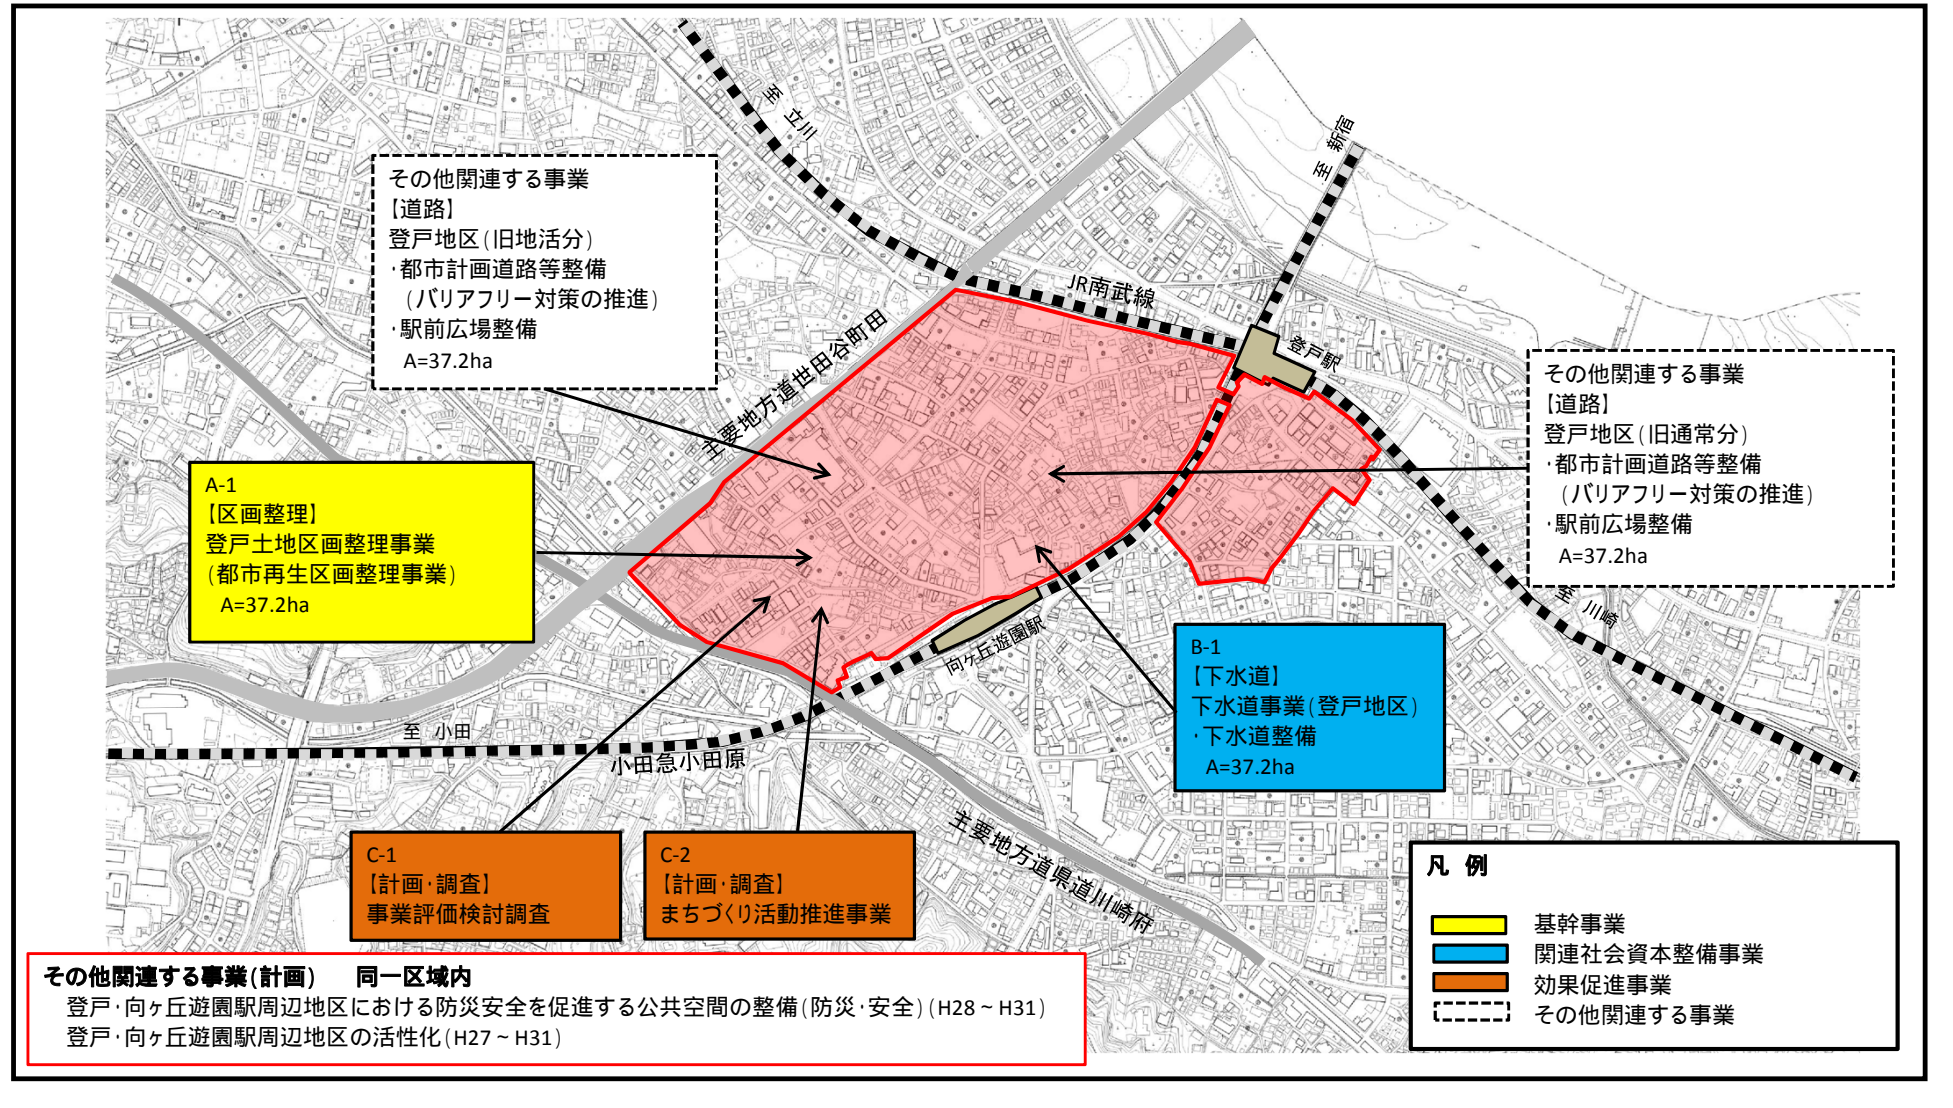 至 立川
至 新宿
その他関連する事業
【道路】
登戸地区(旧地活分)
・都市計画道路等整備
(バリアフリー対策の推進)
・駅前広場整備
A=37.2ha
JR南武線
登戸駅
主要地方道世田谷町田
その他関連する事業
【道路】
登戸地区(旧通常分)
・都市計画道路等整備
(バリアフリー対策の推進)
・駅前広場整備
A=37.2ha
A-1
【区画整理】
登戸土地区画整理事業
(都市再生区画整理事業)
A=37.2ha
至 川崎
向ヶ丘遊園駅
B-1
【下水道】
下水道事業(登戸地区)
・下水道整備
A=37.2ha
至 小田
小田急小田原
主要地方道県道川崎府
C-1
【計画・調査】
事業評価検討調査
C-2
【計画・調査】
まちづくり活動推進事業
凡 例
基幹事業
関連社会資本整備事業
効果促進事業
その他関連する事業
その他関連する事業(計画) 同一区域内
登戸・向ヶ丘遊園駅周辺地区における防災安全を促進する公共空間の整備(防災・安全)(H28~H31)
登戸・向ヶ丘遊園駅周辺地区の活性化(H27~H31)